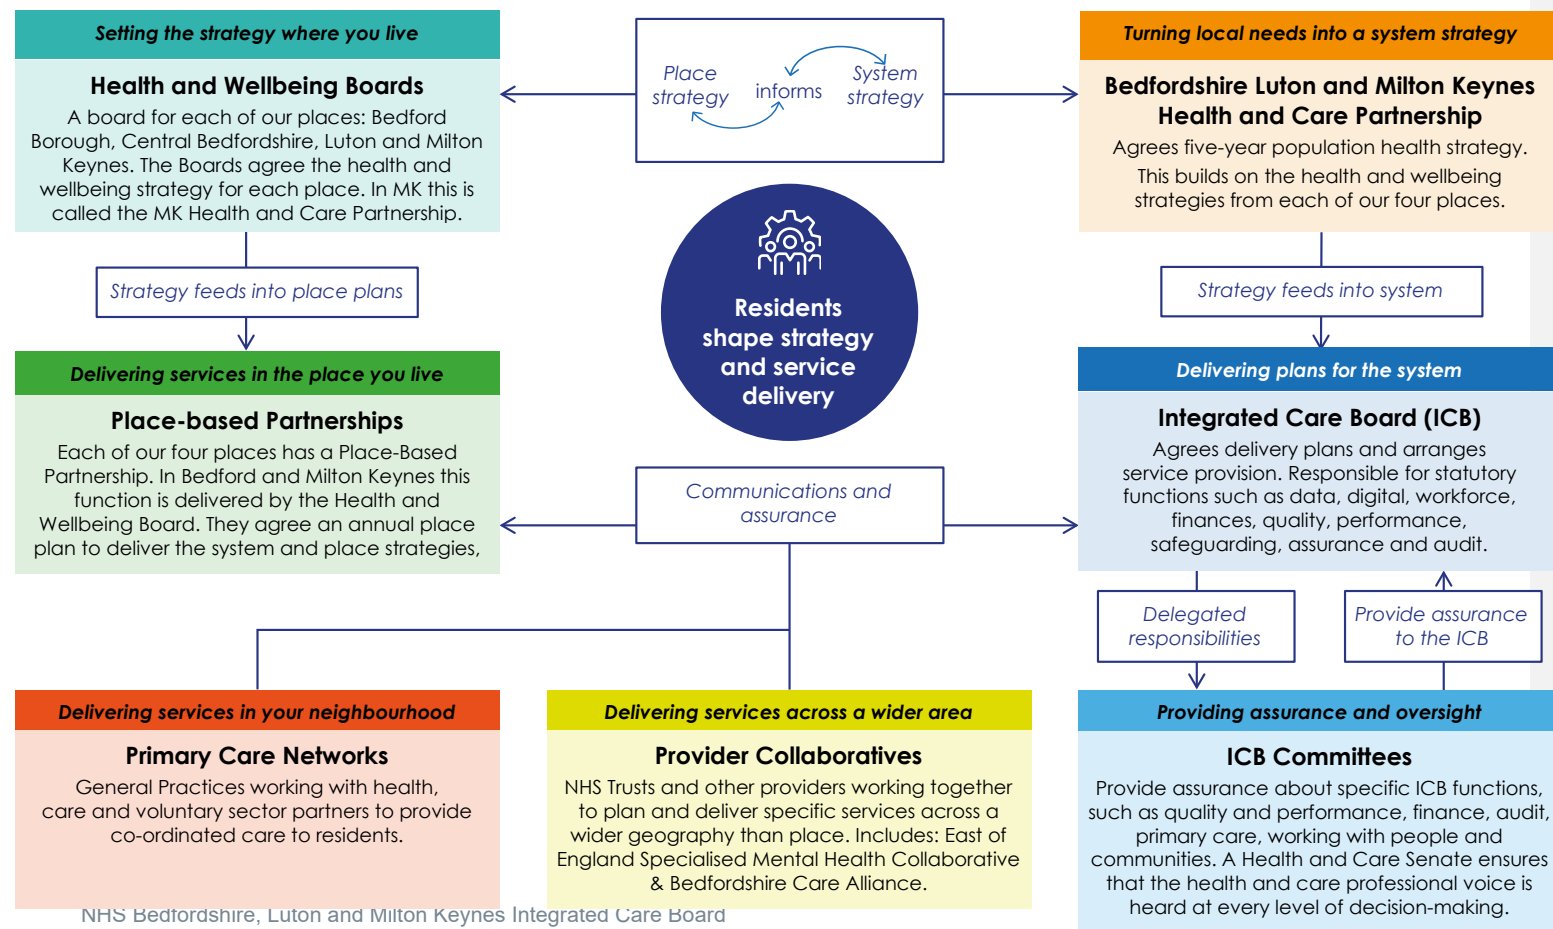 Setting the strategy where you live
Health and Wellbeing Boards
A board for each of our places: Bedford
Borough, Central Bedfordshire, Luton and Milton
Keynes. The Boards agree the health and
wellbeing strategy for each place. In MK this is
called the MK Health and Care Partnership.
Place
strategy
informs
System
strategy
Turning local needs into a system strategy
Bedfordshire Luton and Milton Keynes
Health and Care Partnership
Agrees five-year population health strategy.
This builds on the health and wellbeing
strategies from each of our four places.
Strategy feeds into place plans
Residents
shape strategy
and service
delivery
Strategy feeds into system
Delivering services in the place you live
Place-based Partnerships
Each of our four places has a Place-Based
Partnership. In Bedford and Milton Keynes this
function is delivered by the Health and
Wellbeing Board. They agree an annual place
plan to deliver the system and place strategies,
Communications and
assurance
Delivering plans for the system
Integrated Care Board (ICB)
Agrees delivery plans and arranges
service provision. Responsible for statutory
functions such as data, digital, workforce,
finances, quality, performance,
safeguarding, assurance and audit.
Delegated
responsibilities
Provide assurance
to the ICB
Delivering services in your neighbourhood
Primary Care Networks
General Practices working with health,
care and voluntary sector partners to provide
co-ordinated care to residents.
Delivering services across a wider area
Provider Collaboratives
NHS Trusts and other providers working together
to plan and deliver specific services across a
wider geography than place. Includes: East of
England Specialised Mental Health Collaborative
& Bedfordshire Care Alliance.
Providing assurance and oversight
ICB Committees
Provide assurance about specific ICB functions,
such as quality and performance, finance, audit,
primary care, working with people and
communities. A Health and Care Senate ensures
that the health and care professional voice is
heard at every level of decision-making.
NHS Bedfordshire, Luton and Milton Keynes Integrated Care Board